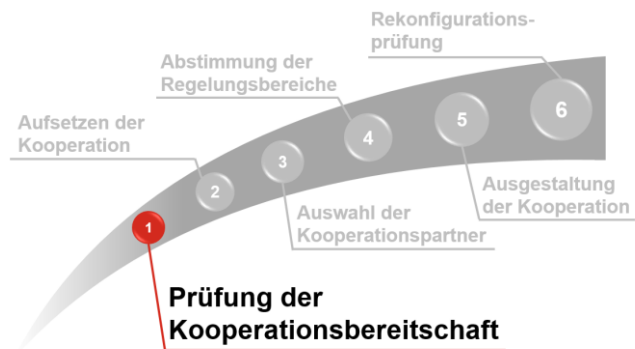 Rekonfigurations-
prüfung
6
Abstimmung der
Regelungsbereiche
5
4
Aufsetzen der
Kooperation
3
2
Ausgestaltung
der Kooperation
Auswahl der
Kooperationspartner
1
Prüfung der
Kooperationsbereitschaft